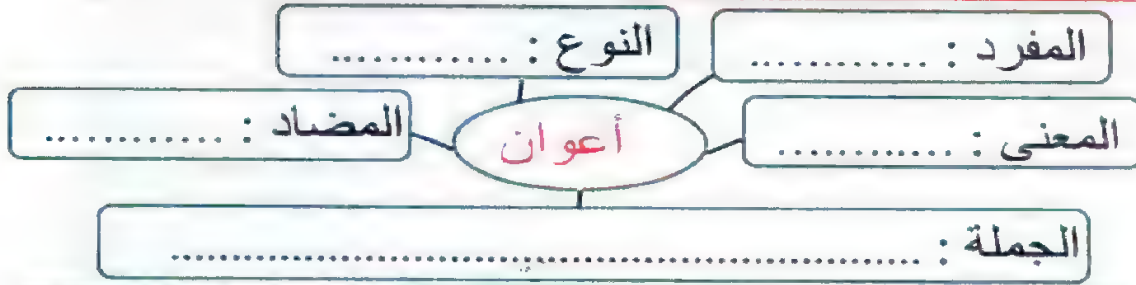 المفرد : ............
النوع : ............
المعنى : ............
أعوان
المضاد : ............
الجملة : ..................................................